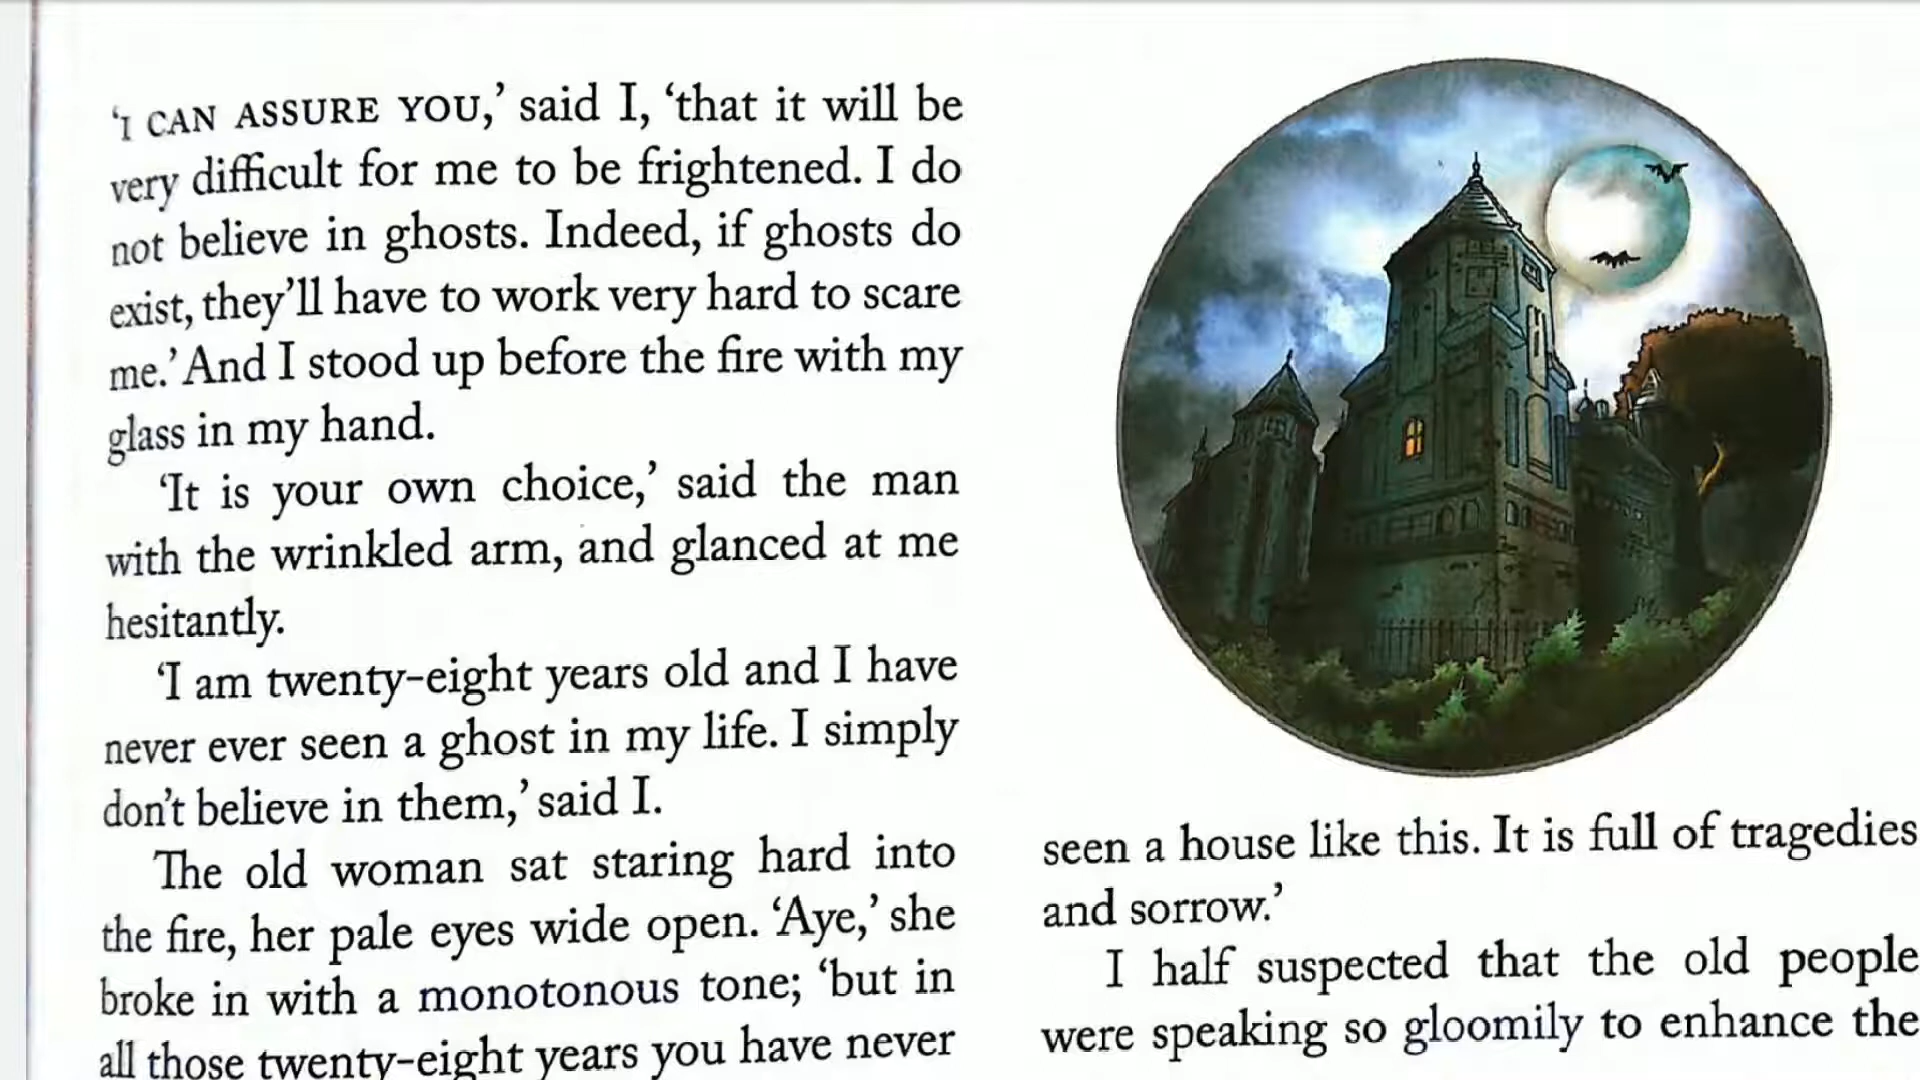 ‘I CAN ASSURE YOU,’ said I, ‘that it will be
very difficult for me to be frightened. I do
not believe in ghosts. Indeed, if ghosts do
exist, they’ll have to work very hard to scare
me.’ And I stood up before the fire with my
glass in my hand.
‘It is your own choice,’ said the man
with the wrinkled arm, and glanced at me
hesitantly.
‘I am twenty-eight years old and I have
never ever seen a ghost in my life. I simply
don’t believe in them,’ said I.
The old woman sat staring hard into
the fire, her pale eyes wide open. ‘Aye,’ she
broke in with a monotonous tone; ‘but in
all those twenty-eight years you have never
seen a house like this. It is full of tragedies
and sorrow.’
I half suspected that the old people
were speaking so gloomily to enhance the